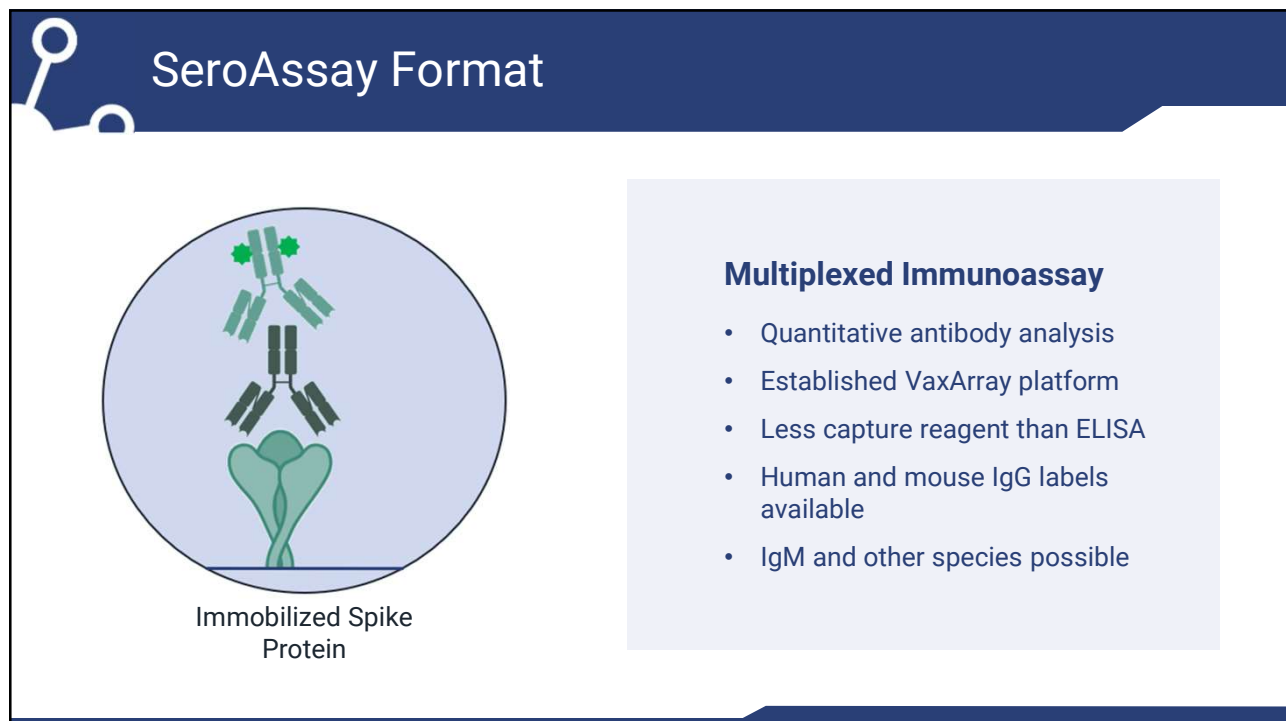 SeroAssay Format
Immobilized Spike
Protein
Multiplexed Immunoassay
• Quantitative antibody analysis
• Established VaxArray platform
• Less capture reagent than ELISA
• Human and mouse IgG labels
available
• IgM and other species possible